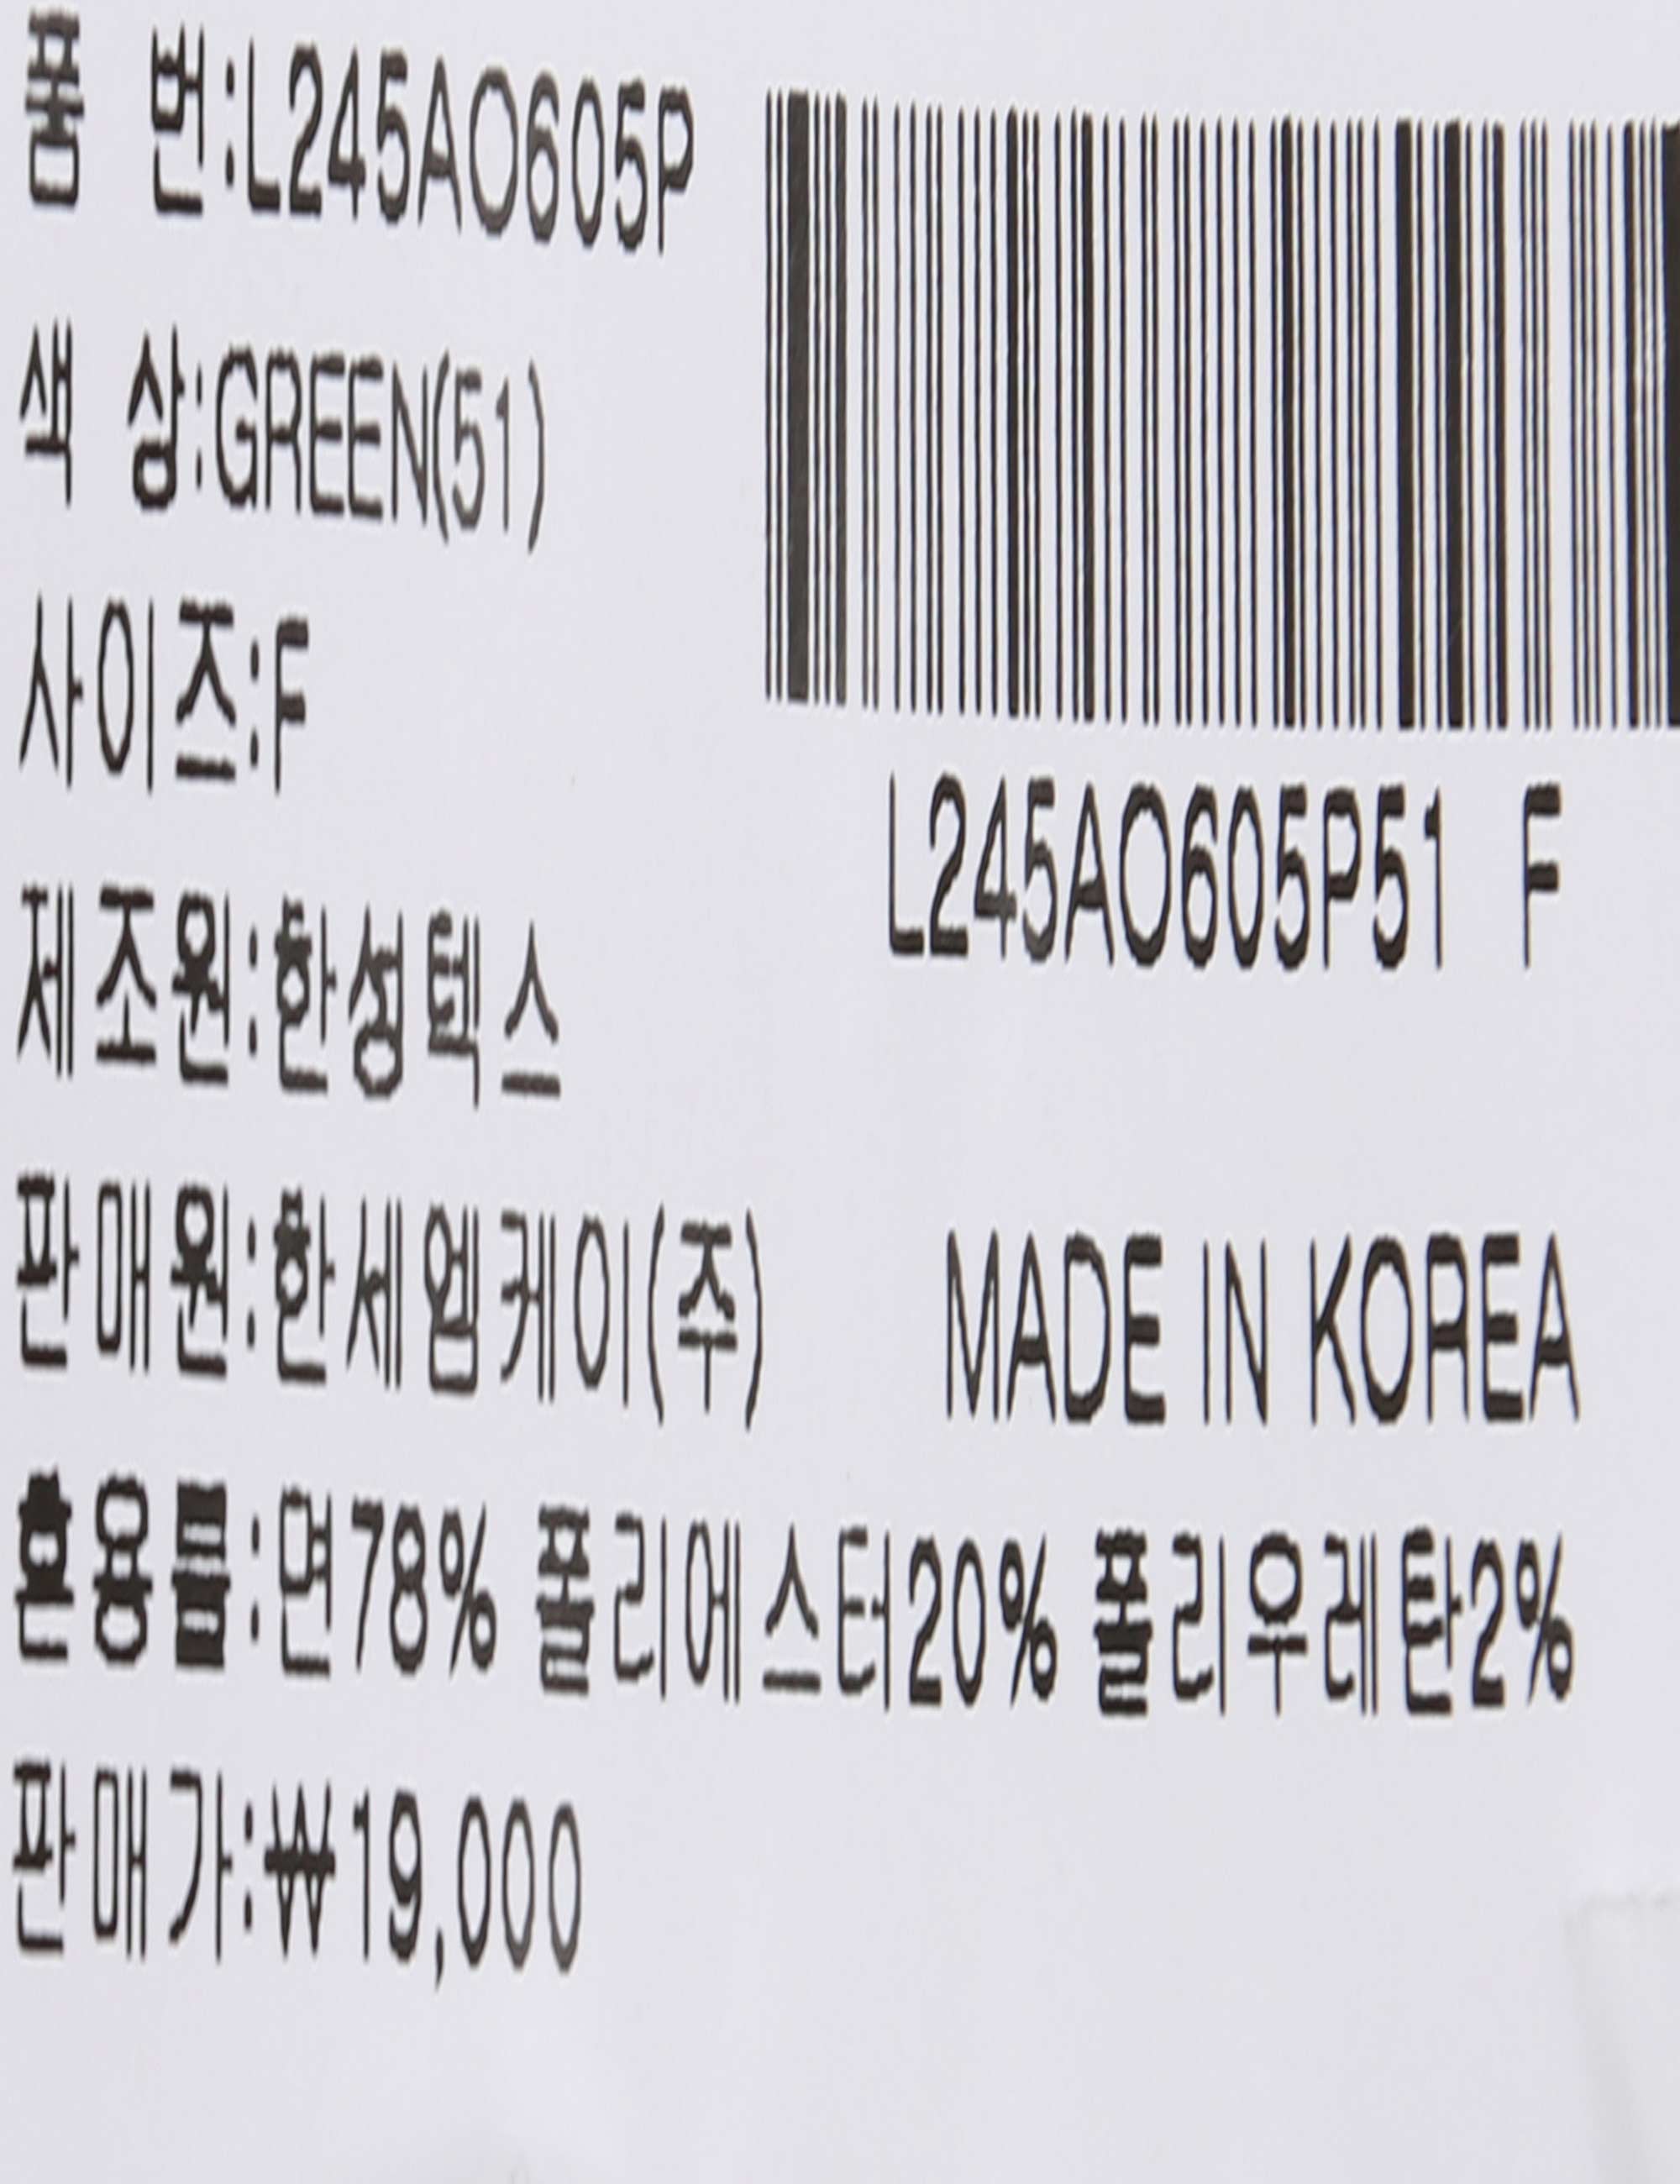 품 번:L245AO605P
색 상:GREEN(51)
사이즈:F
L245AO605P51 F
제조원:한성텍스
판매원:한세엠케이(주)
MADE IN KOREA
혼용률:면78% 폴리에스터20% 폴리우레탄2%
판매가:₩19,000